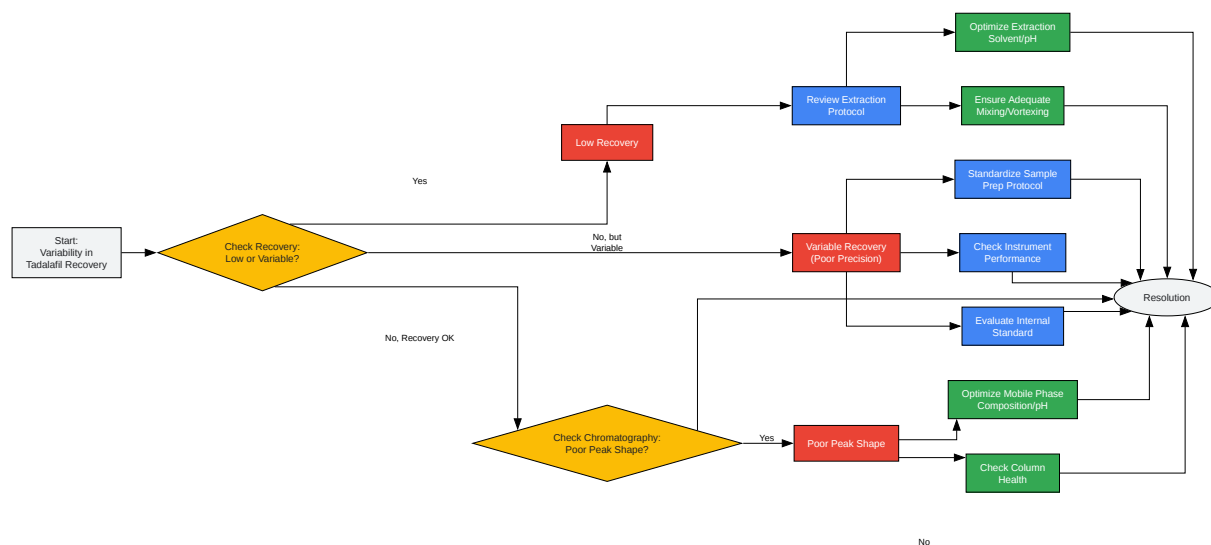 Start:
Variability in
Tadalafil Recovery
Check Recovery:
Low or Variable?
Yes
No, but
Variable
No, Recovery OK
Low Recovery
Review Extraction
Protocol
Optimize Extraction
Solvent/pH
Ensure Adequate
Mixing/Vortexing
Variable Recovery
(Poor Precision)
Standardize Sample
Prep Protocol
Check Instrument
Performance
Evaluate Internal
Standard
Resolution
Check Chromatography:
Poor Peak Shape?
Yes
Poor Peak Shape
Optimize Mobile Phase
Composition/pH
Check Column
Health
No